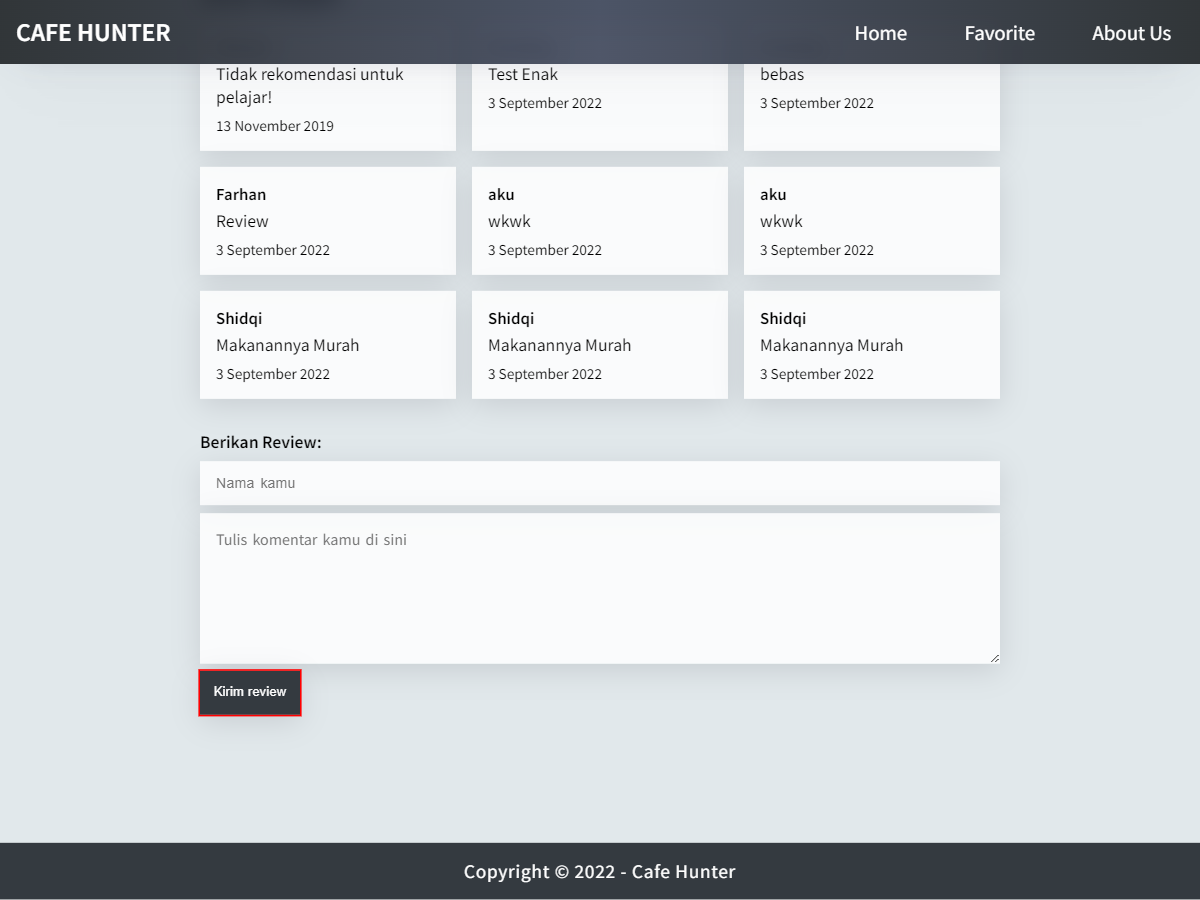 CAFE HUNTER
Home
Favorite
About Us
Tidak rekomendasi untuk
pelajar!
13 November 2019
Test Enak
3 September 2022
bebas
3 September 2022
Farhan
Review
3 September 2022
aku
wkwk
3 September 2022
aku
wkwk
3 September 2022
Shidqi
Makanannya Murah
3 September 2022
Shidqi
Makanannya Murah
3 September 2022
Shidqi
Makanannya Murah
3 September 2022
Berikan Review:
Nama kamu
Tulis komentar kamu di sini
Kirim review
Copyright © 2022 - Cafe Hunter